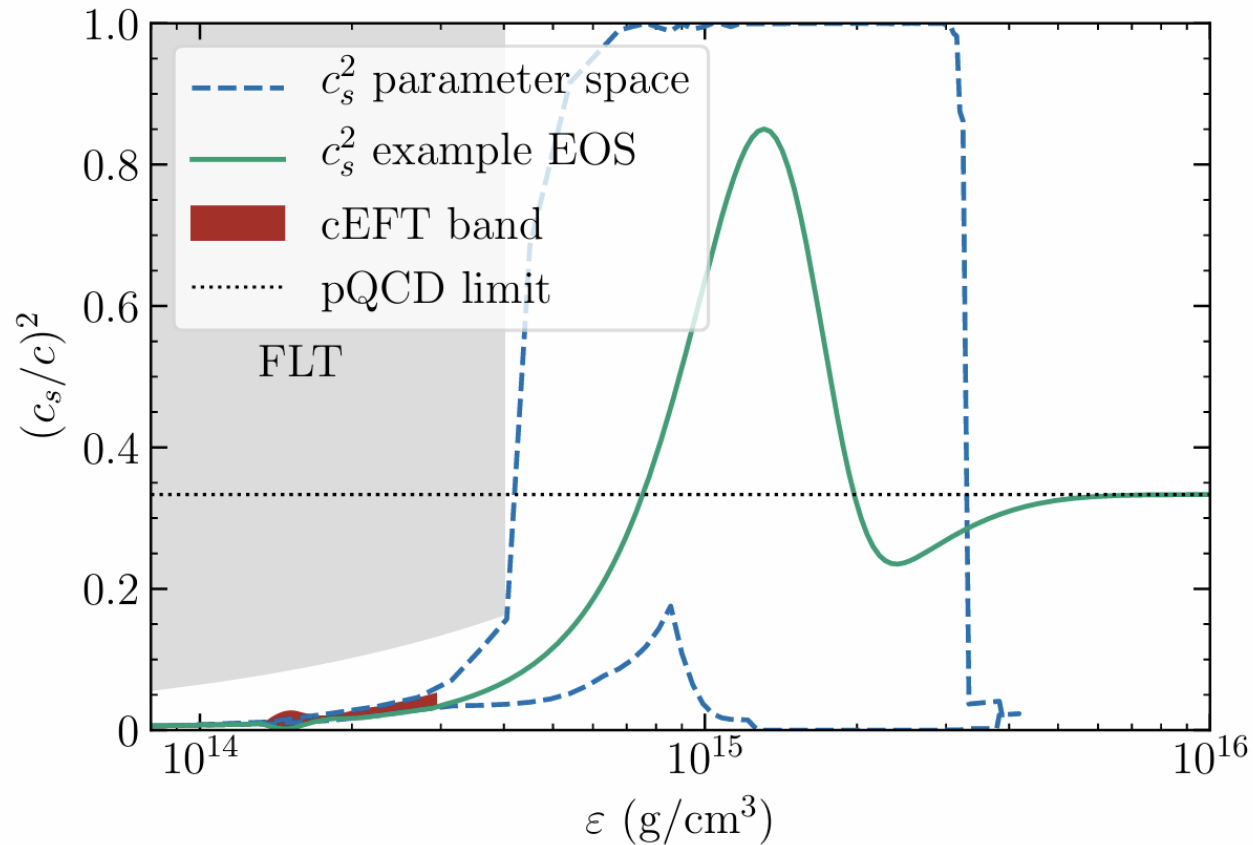 1.0
0.8
0.6
0.4
0.2
0
(c_s/c)^2
c_s^2 parameter space
c_s^2 example EOS
cEFT band
pQCD limit
FLT
10^14
10^15
10^16
ε (g/cm^3)